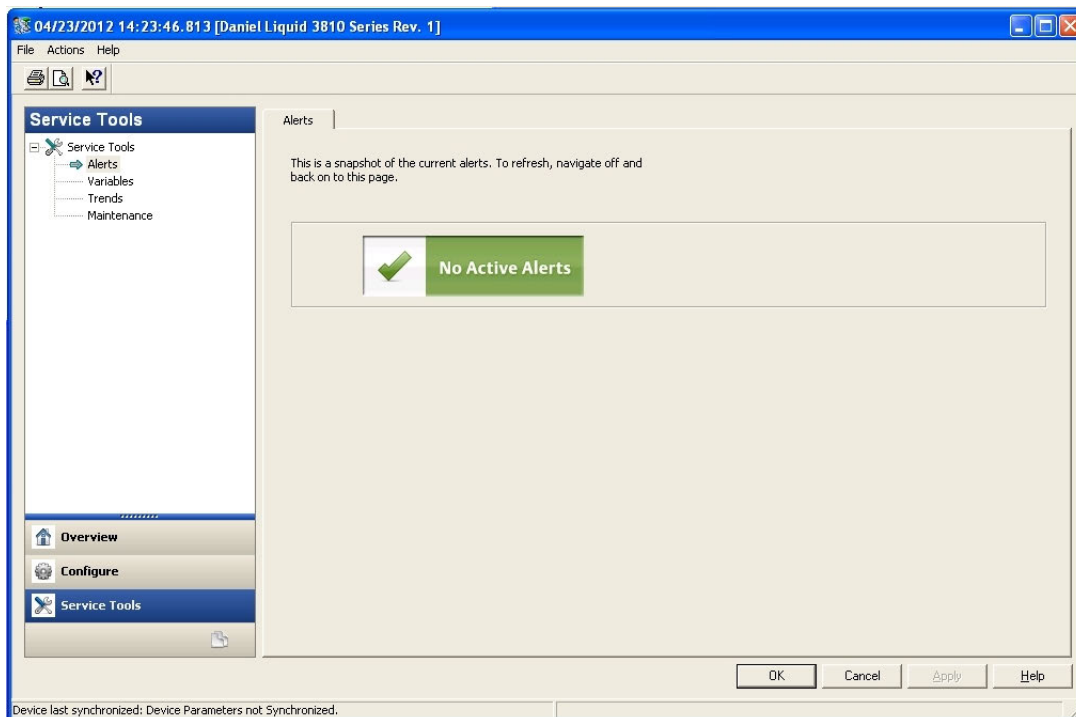 04/23/2012 14:23:46.813 [Daniel Liquid 3810 Series Rev. 1]
File Actions Help
Service Tools
Service Tools
Alerts
Variables
Trends
Maintenance
Overview
Configure
Service Tools
Alerts
This is a snapshot of the current alerts. To refresh, navigate off and
back on to this page.
No Active Alerts
OK Cancel Apply Help
Device last synchronized: Device Parameters not Synchronized.